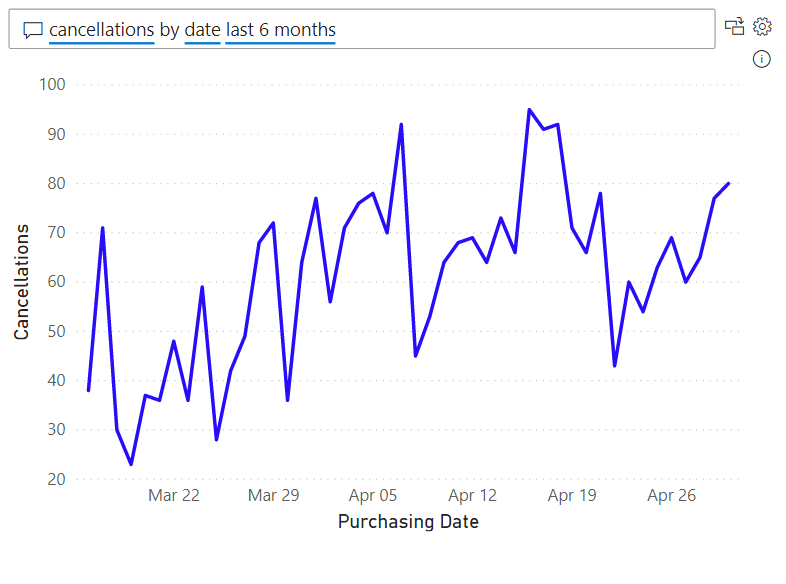 cancellations by date last 6 months
100
90
80
70
60
50
40
30
20
Cancellations
Mar 22 Mar 29 Apr 05 Apr 12 Apr 19 Apr 26
Purchasing Date